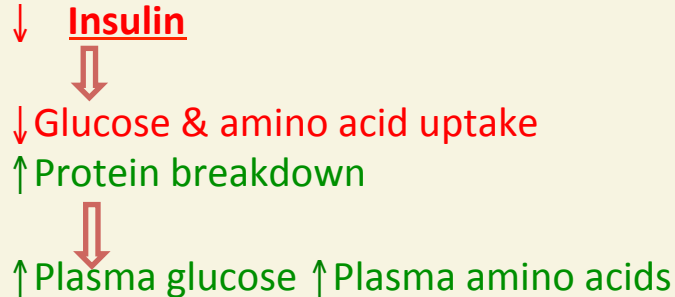 ↓ Insulin
↓Glucose & amino acid uptake
↑Protein breakdown
↑Plasma glucose ↑Plasma amino acids